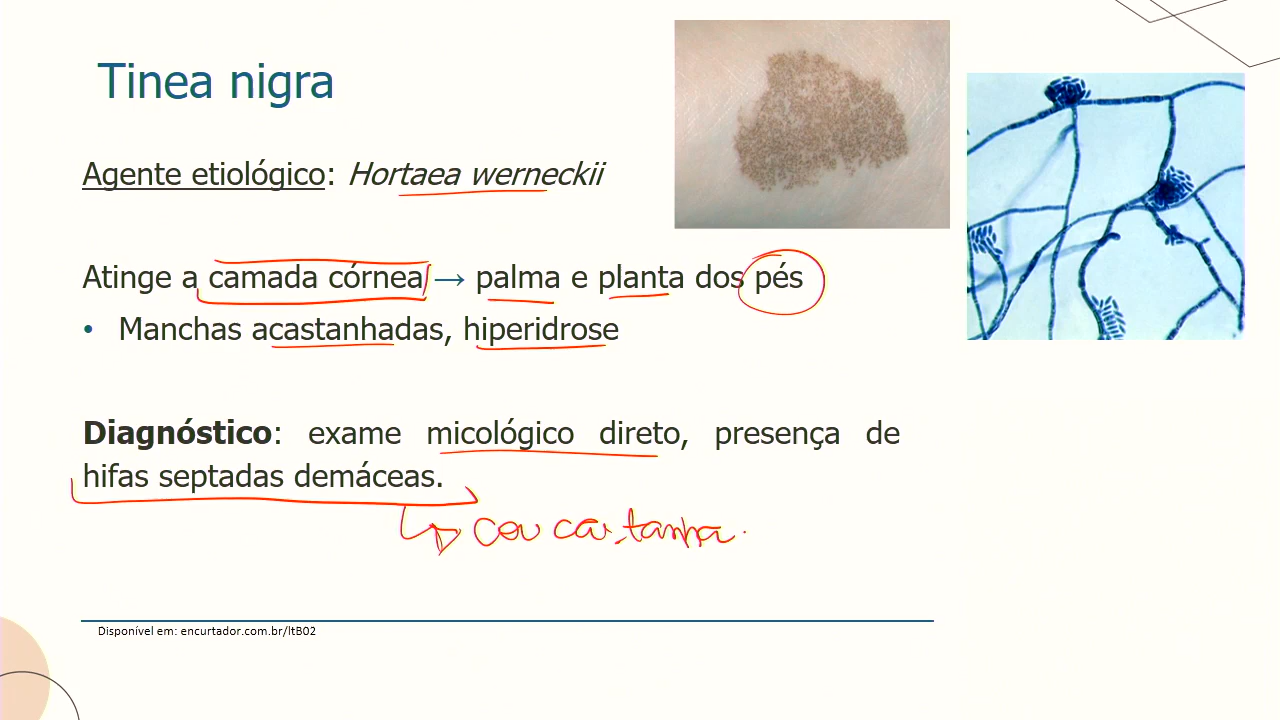 Tinea nigra
Agente etiológico: Hortaea werneckii
Atinge a camada córnea → palma e planta dos pés
• Manchas acastanhadas, hiperidrose
Diagnóstico: exame micológico direto, presença de
hifas septadas demáceas.
cor castanha.
Disponível em: encurtador.com.br/ltB02